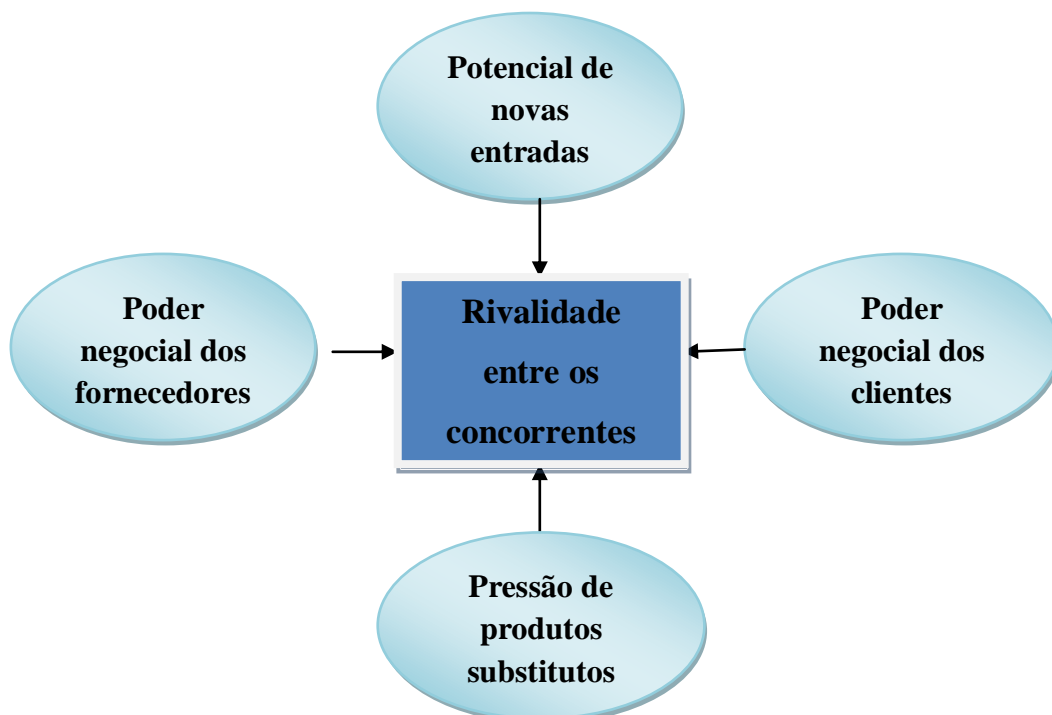 Potencial de
novas
entradas
Poder
negocial dos
fornecedores
Rivalidade
entre os
concorrentes
Poder
negocial dos
clientes
Pressão de
produtos
substitutos